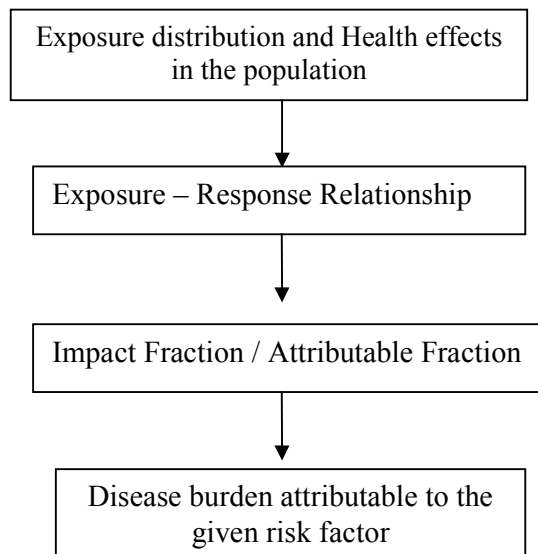 Exposure distribution and Health effects
in the population
Exposure – Response Relationship
Impact Fraction / Attributable Fraction
Disease burden attributable to the
given risk factor